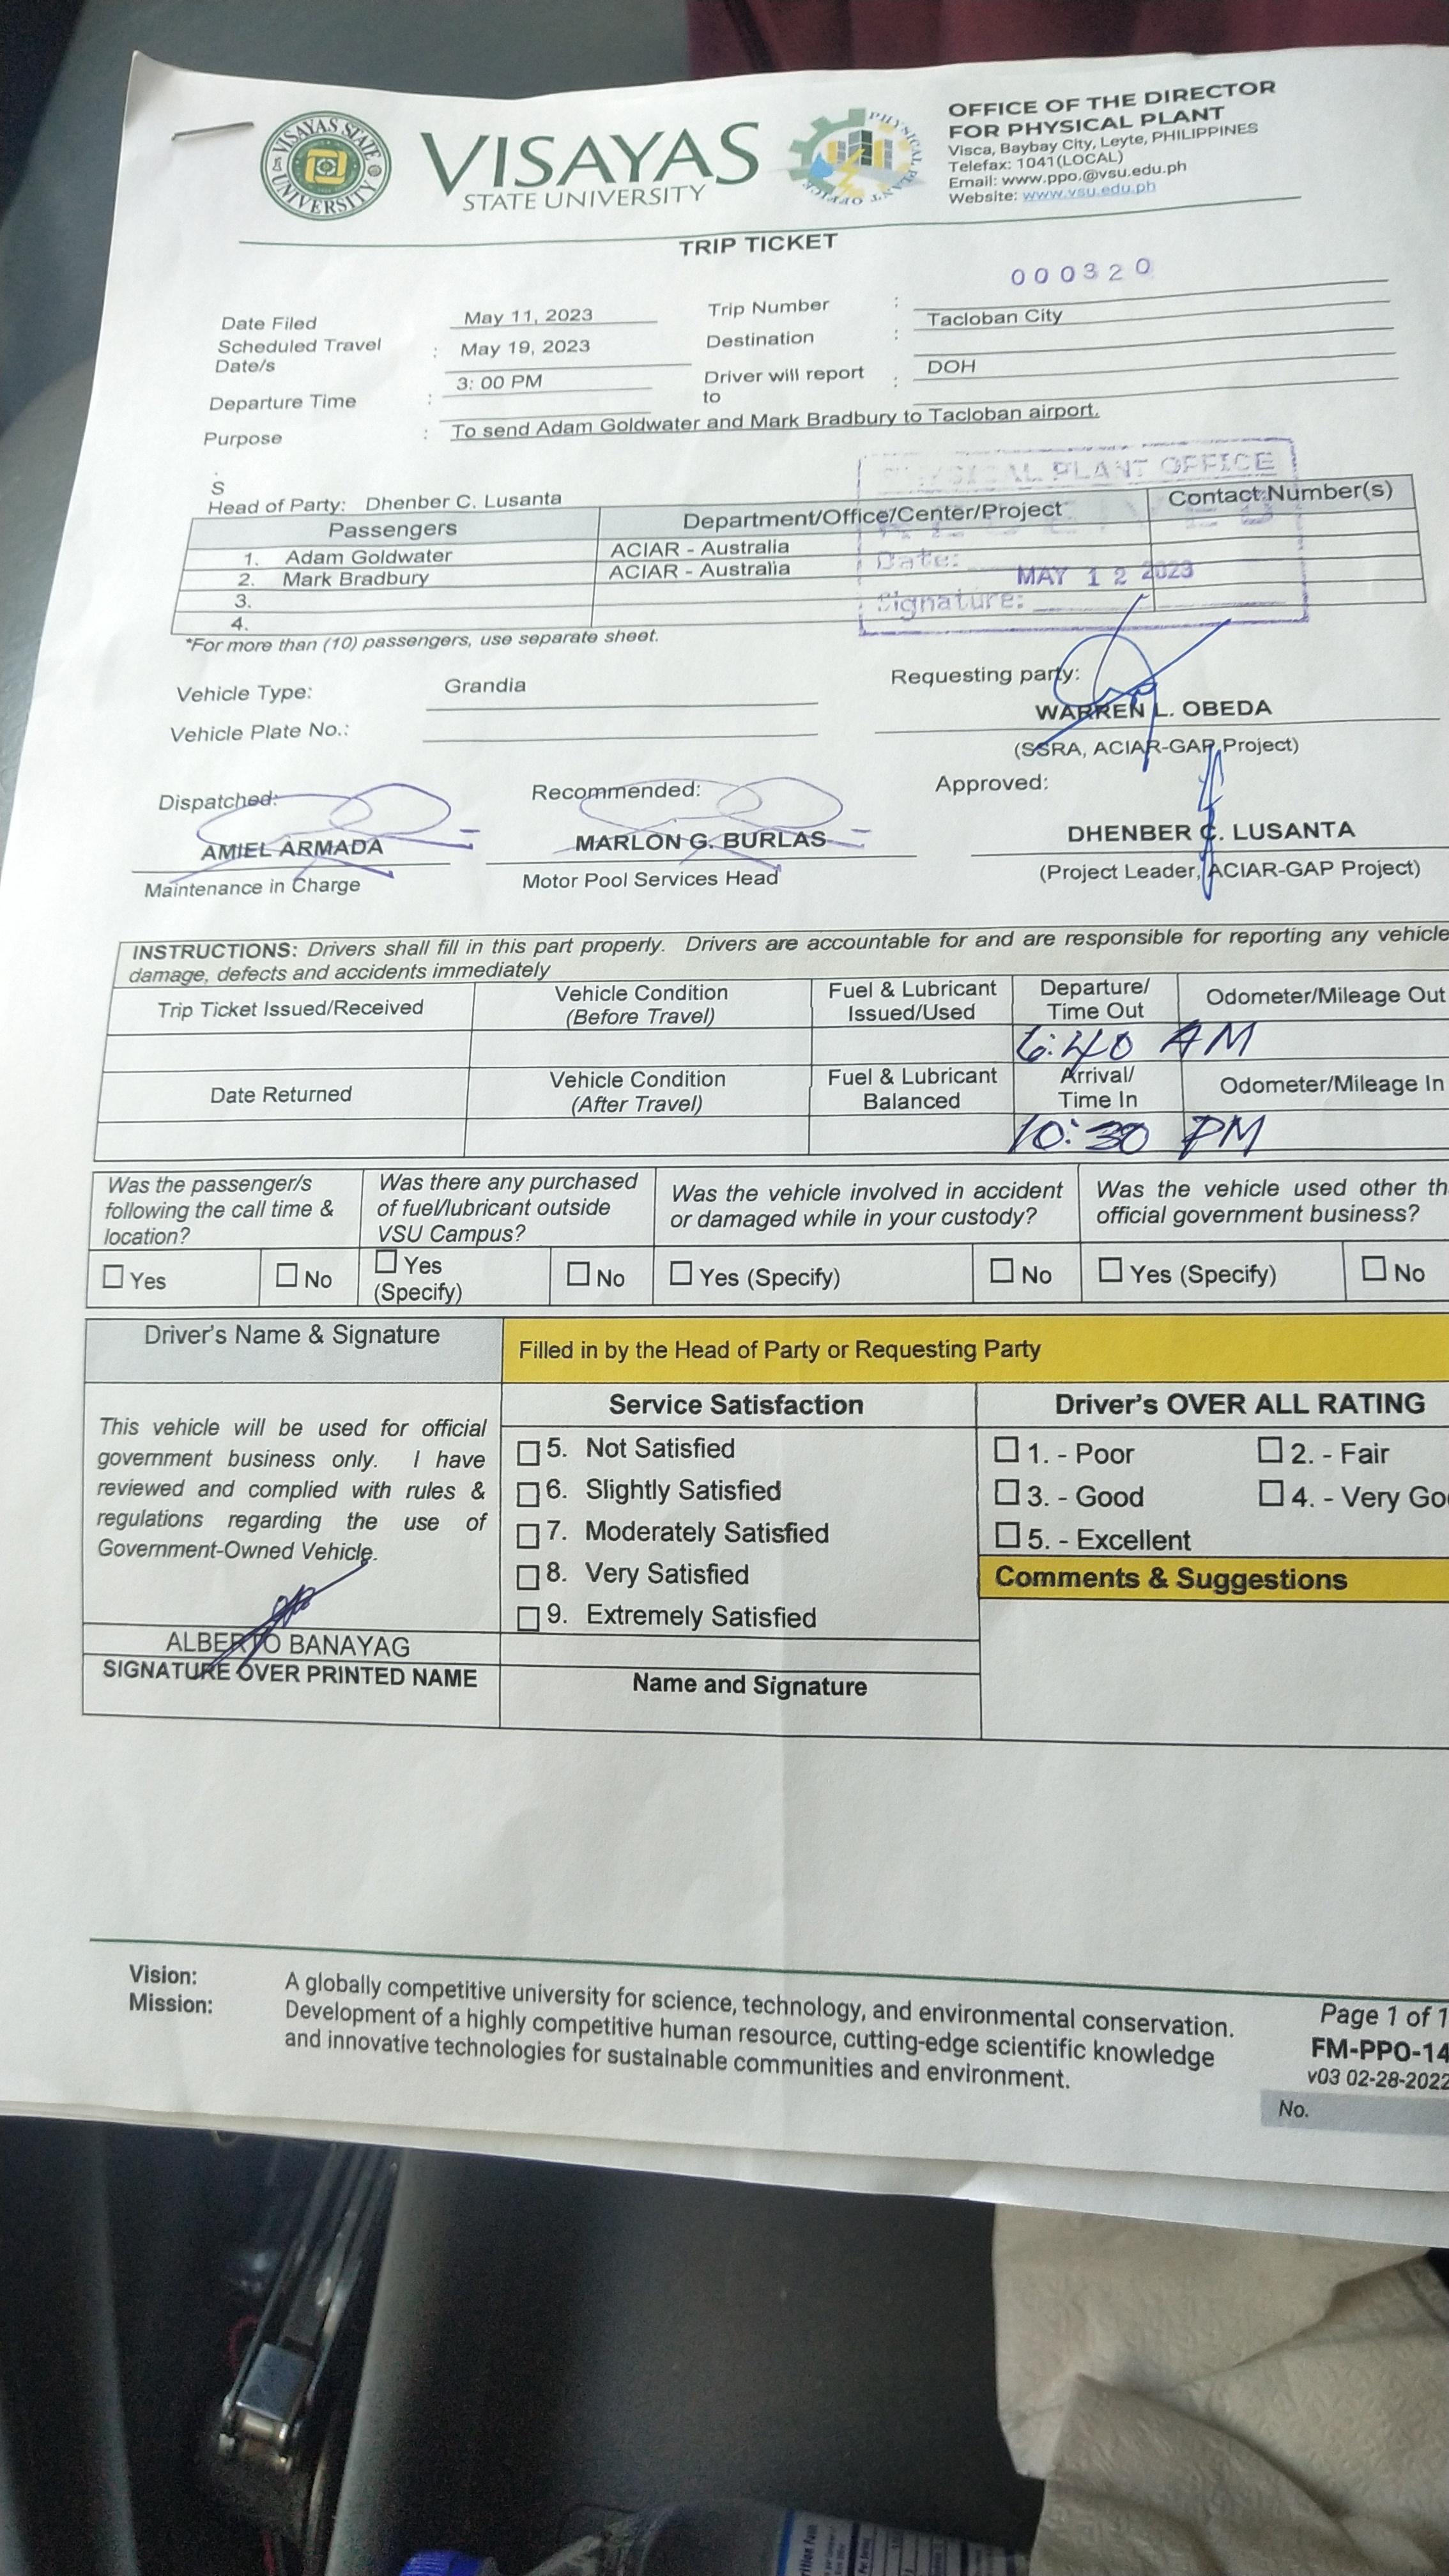 VISAYAS STATE UNIVERSITY
VISAYAS
STATE UNIVERSITY
PHYSICAL PLANT OFFICE
OFFICE OF THE DIRECTOR
FOR PHYSICAL PLANT
Visca, Baybay City, Leyte, PHILIPPINES
Telefax: 1041(LOCAL)
Email: www.ppo.@vsu.edu.ph
Website: www.vsu.edu.ph
TRIP TICKET
000320
Date Filed May 11, 2023 Trip Number :
Scheduled Travel Date/s : May 19, 2023 Destination : Tacloban City
Departure Time : 3: 00 PM Driver will report to : DOH
Purpose : To send Adam Goldwater and Mark Bradbury to Tacloban airport.
.
S
Head of Party: Dhenber C. Lusanta
PHYSICAL PLANT OFFICE
RECEIVED
Date: MAY 12 2023
Signature:
Passengers Department/Office/Center/Project Contact Number(s)
1. Adam Goldwater ACIAR - Australia
2. Mark Bradbury ACIAR - Australia
3.
4.
*For more than (10) passengers, use separate sheet.
Vehicle Type: Grandia
Vehicle Plate No.:
Requesting party:
WARREN L. OBEDA
(SSRA, ACIAR-GAP Project)
Dispatched: Recommended: Approved:
AMIEL ARMADA MARLON G. BURLAS DHENBER C. LUSANTA
Maintenance in Charge Motor Pool Services Head (Project Leader, ACIAR-GAP Project)
INSTRUCTIONS: Drivers shall fill in this part properly. Drivers are accountable for and are responsible for reporting any vehicle
damage, defects and accidents immediately
Trip Ticket Issued/Received Vehicle Condition (Before Travel) Fuel & Lubricant Issued/Used Departure/ Time Out Odometer/Mileage Out
6:40 AM
Date Returned Vehicle Condition (After Travel) Fuel & Lubricant Balanced Arrival/ Time In Odometer/Mileage In
10:30 PM
Was the passenger/s following the call time & location?
Was there any purchased of fuel/lubricant outside VSU Campus?
Was the vehicle involved in accident or damaged while in your custody?
Was the vehicle used other th official government business?
Yes No Yes (Specify) No Yes (Specify) No Yes (Specify) No
Driver's Name & Signature Filled in by the Head of Party or Requesting Party
This vehicle will be used for official
government business only. I have
reviewed and complied with rules &
regulations regarding the use of
Government-Owned Vehicle.
ALBERTO BANAYAG
SIGNATURE OVER PRINTED NAME
Service Satisfaction
5. Not Satisfied
6. Slightly Satisfied
7. Moderately Satisfied
8. Very Satisfied
9. Extremely Satisfied
Name and Signature
Driver's OVER ALL RATING
1. - Poor 2. - Fair
3. - Good 4. - Very Goo
5. - Excellent
Comments & Suggestions
Vision: A globally competitive university for science, technology, and environmental conservation.
Mission: Development of a highly competitive human resource, cutting-edge scientific knowledge
and innovative technologies for sustainable communities and environment.
Page 1 of 1
FM-PPO-14
v03 02-28-2022
No.